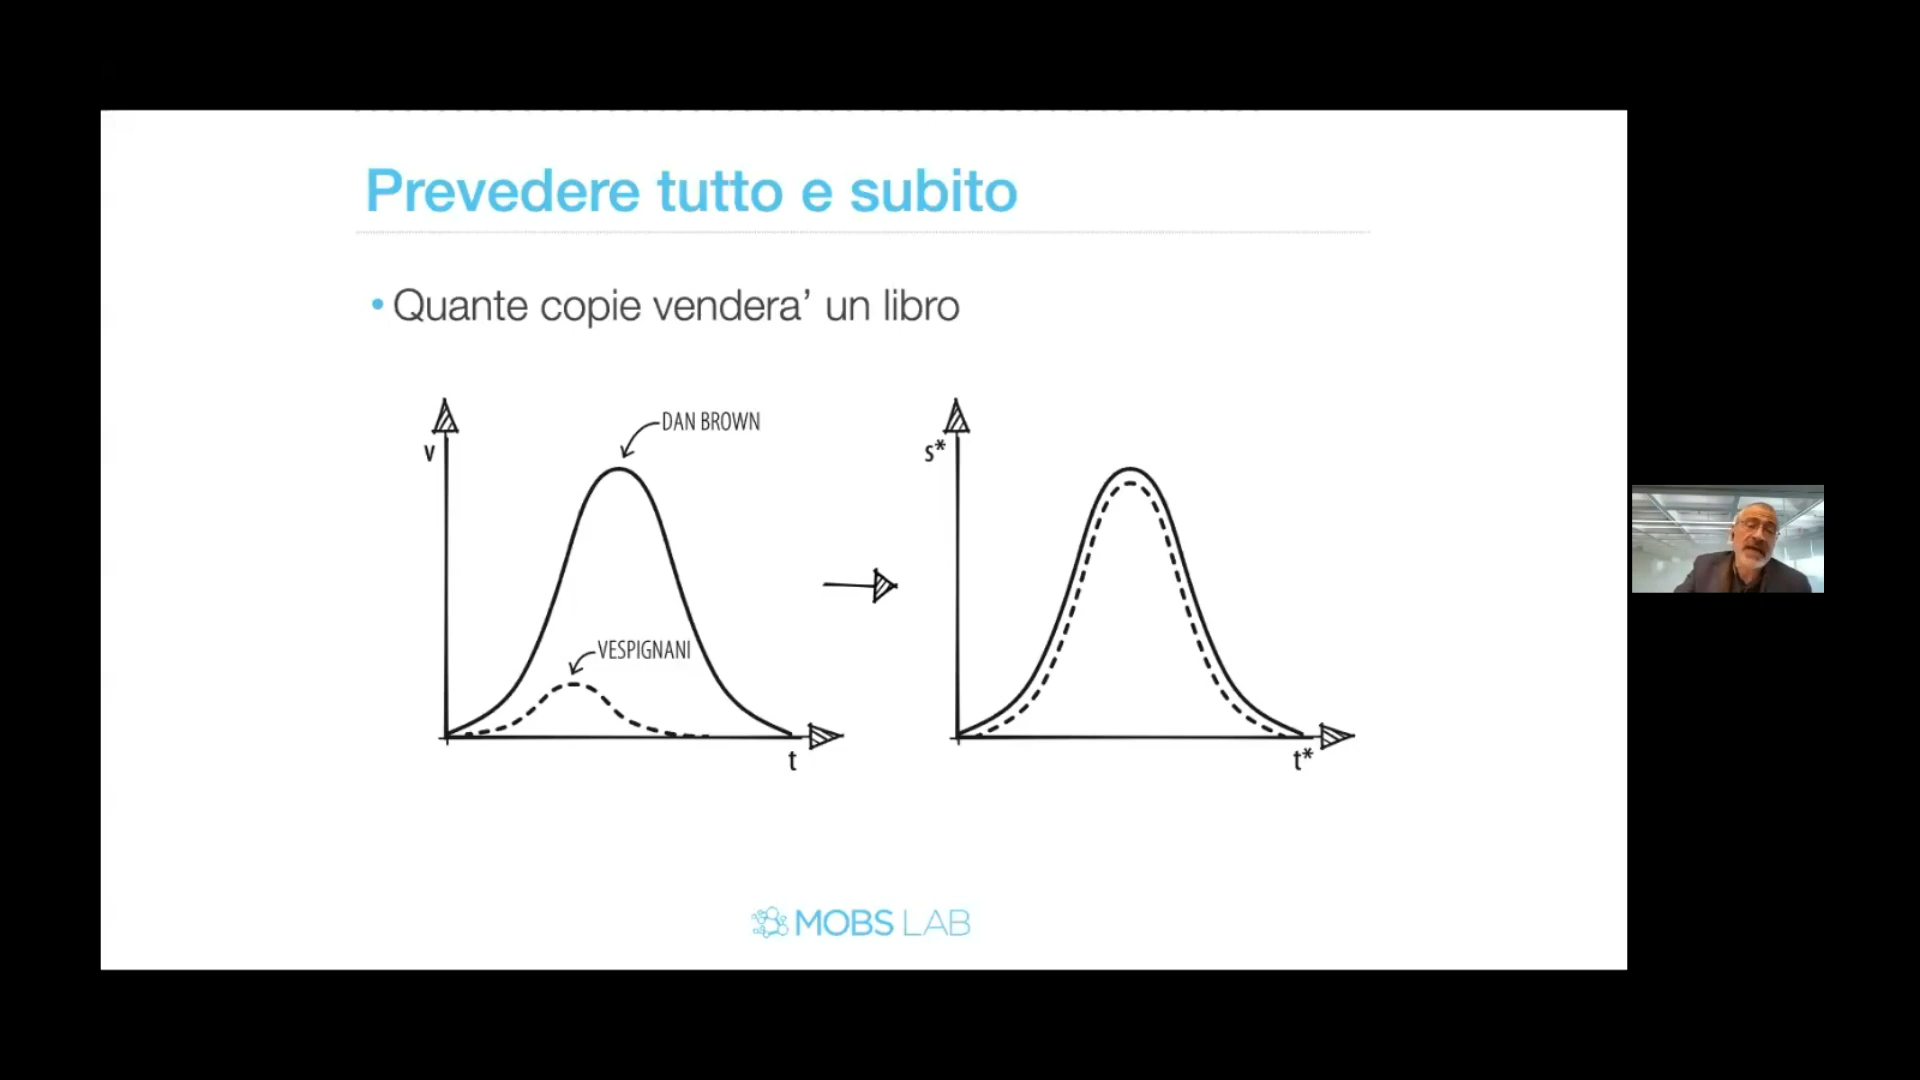 Prevedere tutto e subito
• Quante copie vendera’ un libro
DAN BROWN
v
VESPIGNANI
t
s*
t*
MOBS LAB